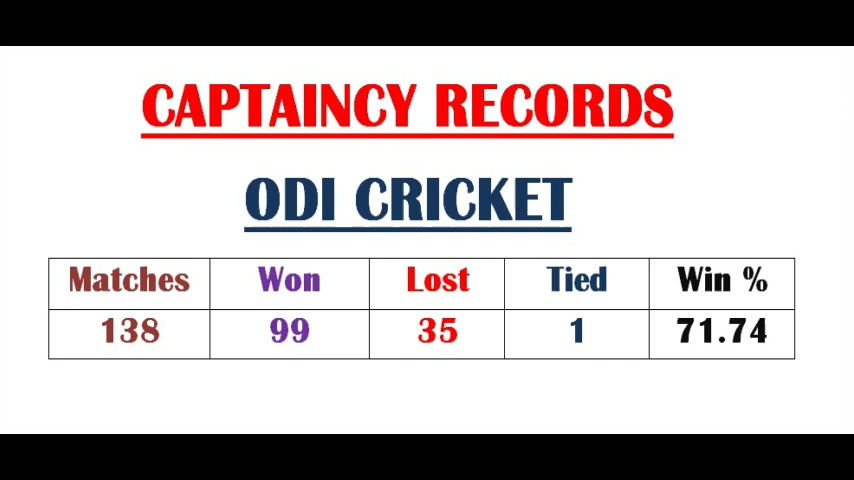 CAPTAINCY RECORDS
ODI CRICKET
Matches Won Lost Tied Win %
138 99 35 1 71.74